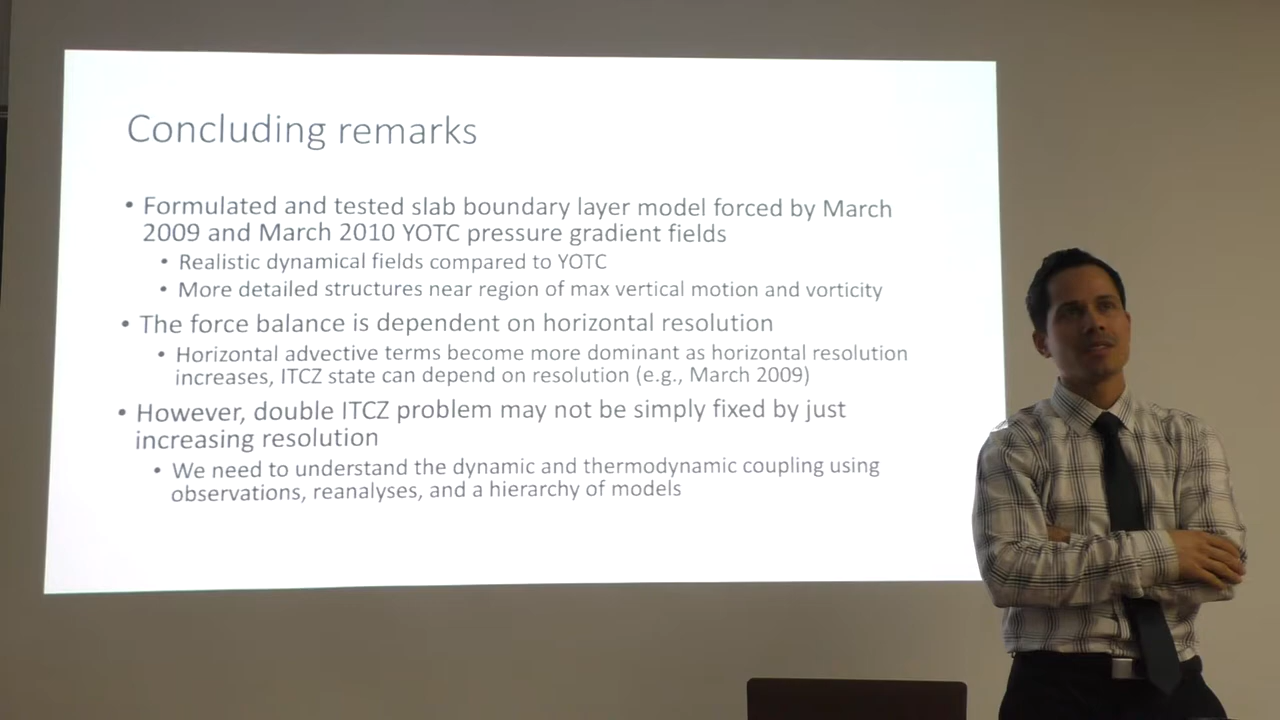 Concluding remarks
• Formulated and tested slab boundary layer model forced by March
2009 and March 2010 YOTC pressure gradient fields
• Realistic dynamical fields compared to YOTC
• More detailed structures near region of max vertical motion and vorticity
• The force balance is dependent on horizontal resolution
• Horizontal advective terms become more dominant as horizontal resolution
increases, ITCZ state can depend on resolution (e.g., March 2009)
• However, double ITCZ problem may not be simply fixed by just
increasing resolution
• We need to understand the dynamic and thermodynamic coupling using
observations, reanalyses, and a hierarchy of models